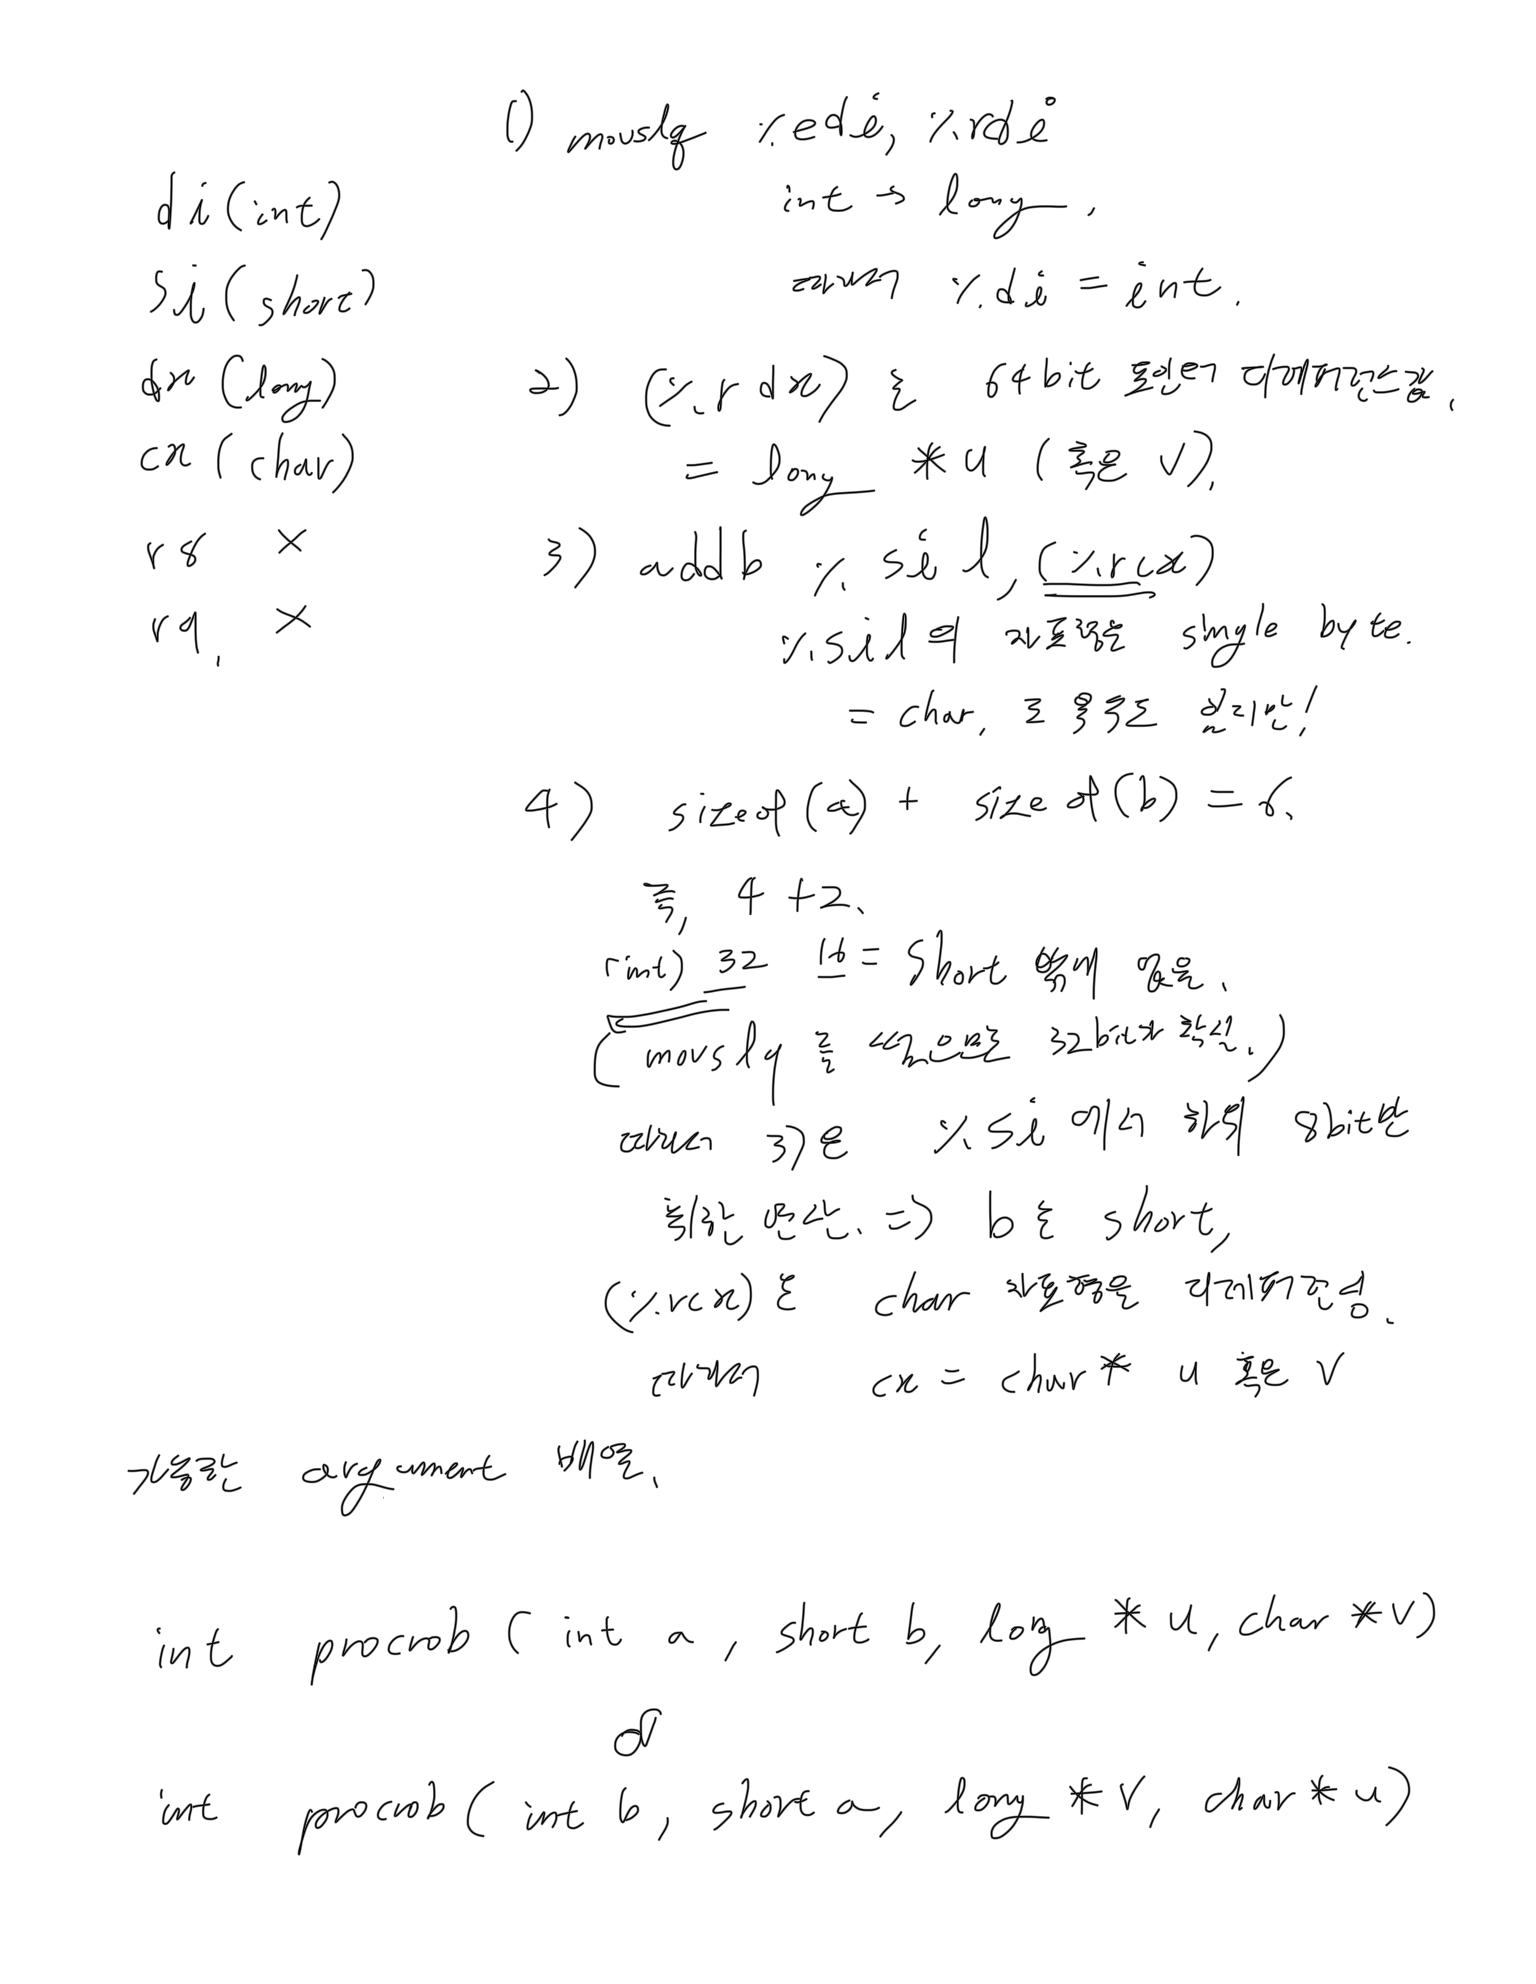 1) movslq %edi, %rdi
int → long,
따라서 %di = int.
di (int)
si (short)
dx (long)
cx (char)
r8 ×
r9, ×
2) (%rdx) 는 64bit 포인터 디레퍼런스값,
= long *u (혹은 v),
3) addb %sil, (%rcx)
%sil의 자료형은 single byte.
= char, 로 볼수도 있지만!
4) sizeof(a) + sizeof(b) = 6,
즉, 4 + 2,
(int) 32 16 = short 밖에 없음,
(movslq 를 썼으므로 32bit가 확실.)
따라서 3)은 %si 에서 하위 8bit만
취한 연산. => b는 short,
(%rcx)는 char 자료형을 디레퍼런싱,
따라서 cx = char* u 혹은 v
가능한 argument 배열,
int procrob ( int a, short b, long *u, char *v)
or
int procrob ( int b, short a, long *v, char *u)